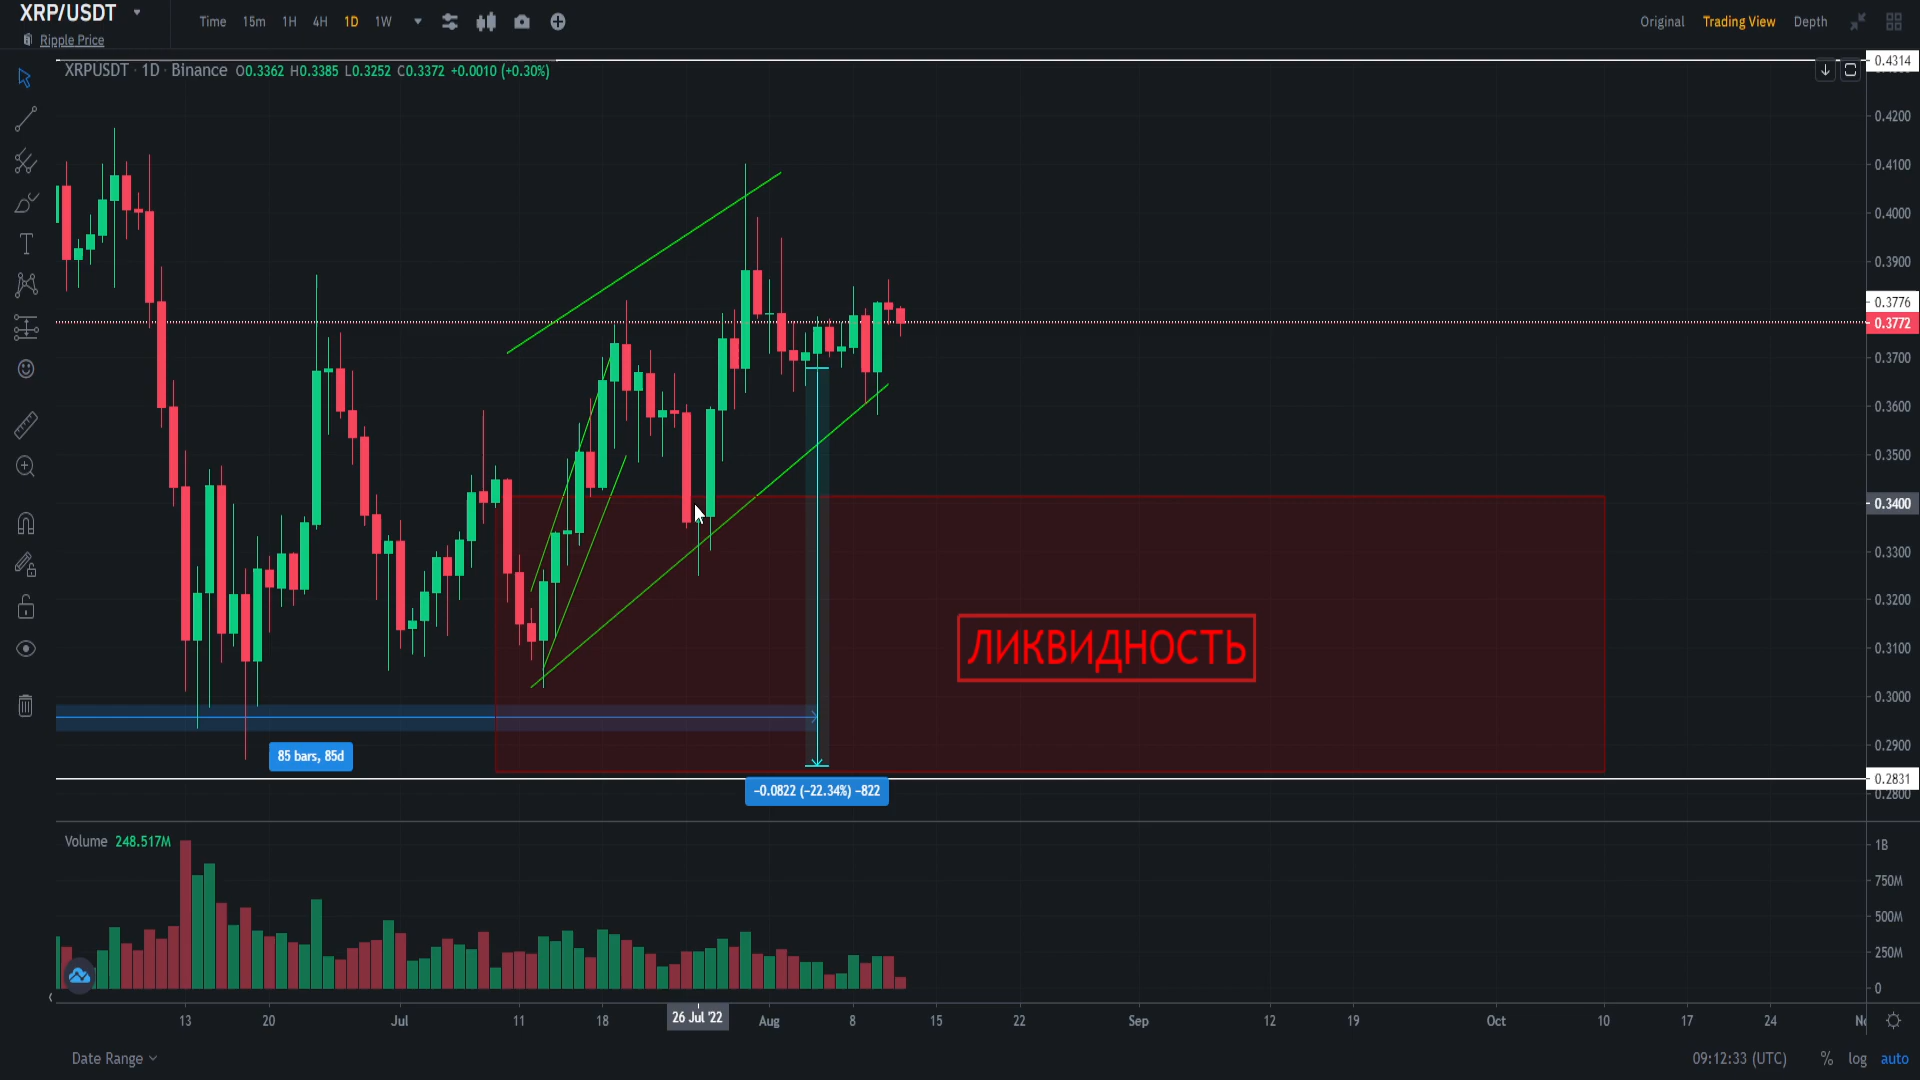 XRP/USDT
Ripple Price
Time 15m 1H 4H 1D 1W
Original Trading View Depth
XRPUSDT · 1D · Binance O0.3362 H0.3385 L0.3252 C0.3372 +0.0010 (+0.30%)
0.4314
0.4200
0.4100
0.4000
0.3900
0.3776
0.3772
0.3700
0.3600
0.3500
0.3400
0.3300
0.3200
0.3100
0.3000
0.2900
0.2831
0.2800
ЛИКВИДНОСТЬ
85 bars, 85d
−0.0822 (−22.34%) −822
Volume 248.517M
1B
750M
500M
250M
0
13 20 Jul 11 18 26 Jul '22 Aug 8 15 22 Sep 12 19 Oct 10 17 24
Date Range
09:12:33 (UTC) % log auto